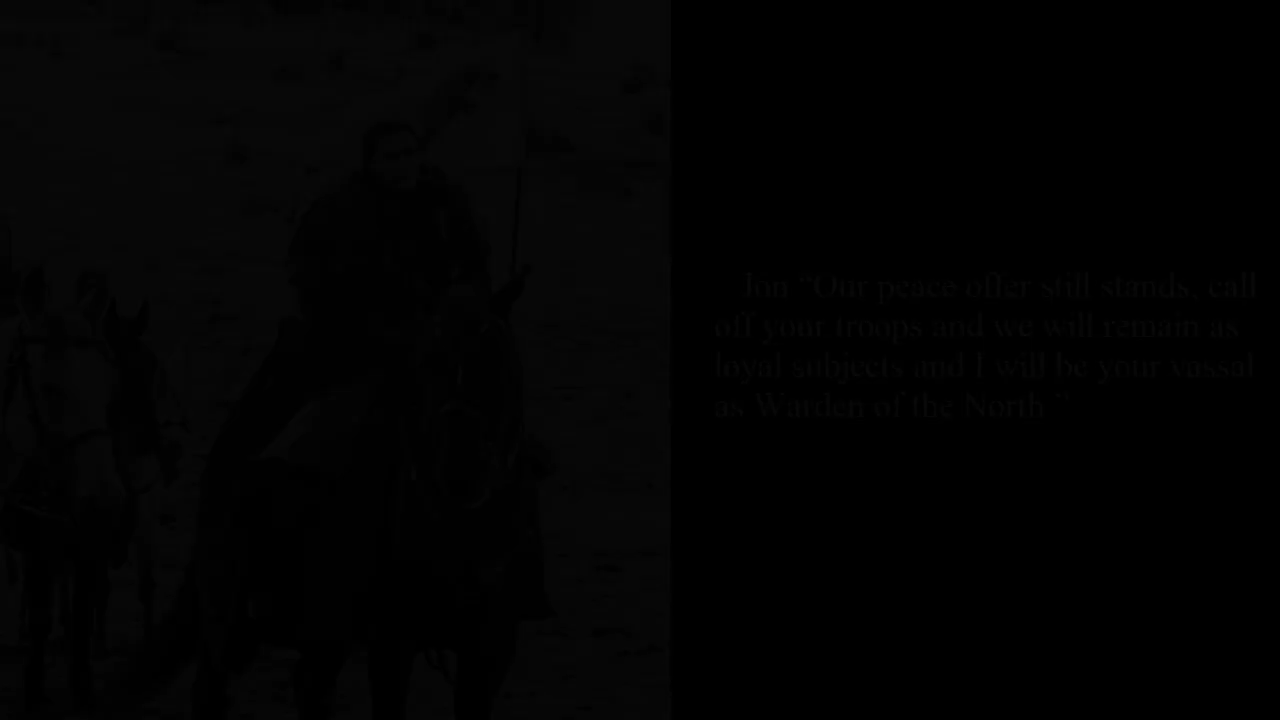 Jon “Our peace offer still stands, call
off your troops and we will remain as
loyal subjects and I will be your vassal
as Warden of the North.”